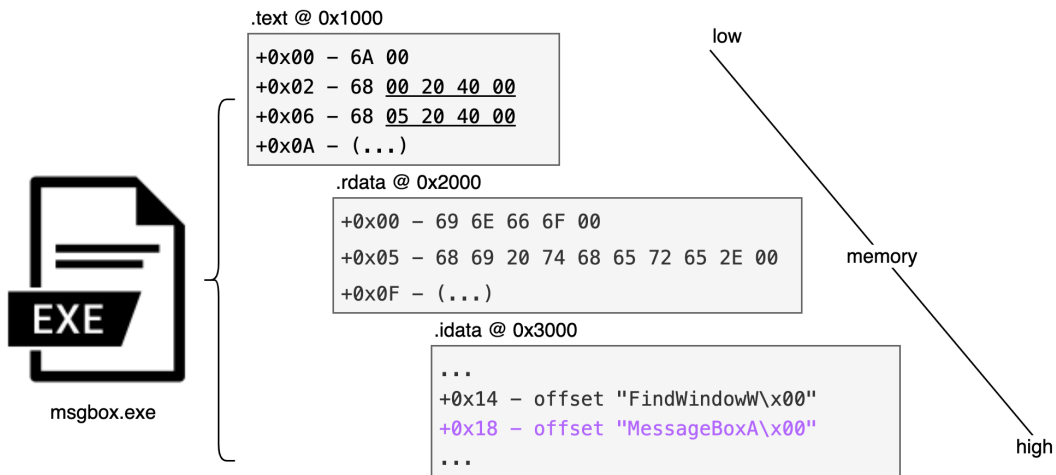 .text @ 0x1000
+0x00 – 6A 00
+0x02 – 68 00 20 40 00
+0x06 – 68 05 20 40 00
+0x0A – (...)
.rdata @ 0x2000
+0x00 – 69 6E 66 6F 00
+0x05 – 68 69 20 74 68 65 72 65 2E 00
+0x0F – (...)
.idata @ 0x3000
...
+0x14 – offset "FindWindowW\x00"
+0x18 – offset "MessageBoxA\x00"
...
EXE
msgbox.exe
low
memory
high